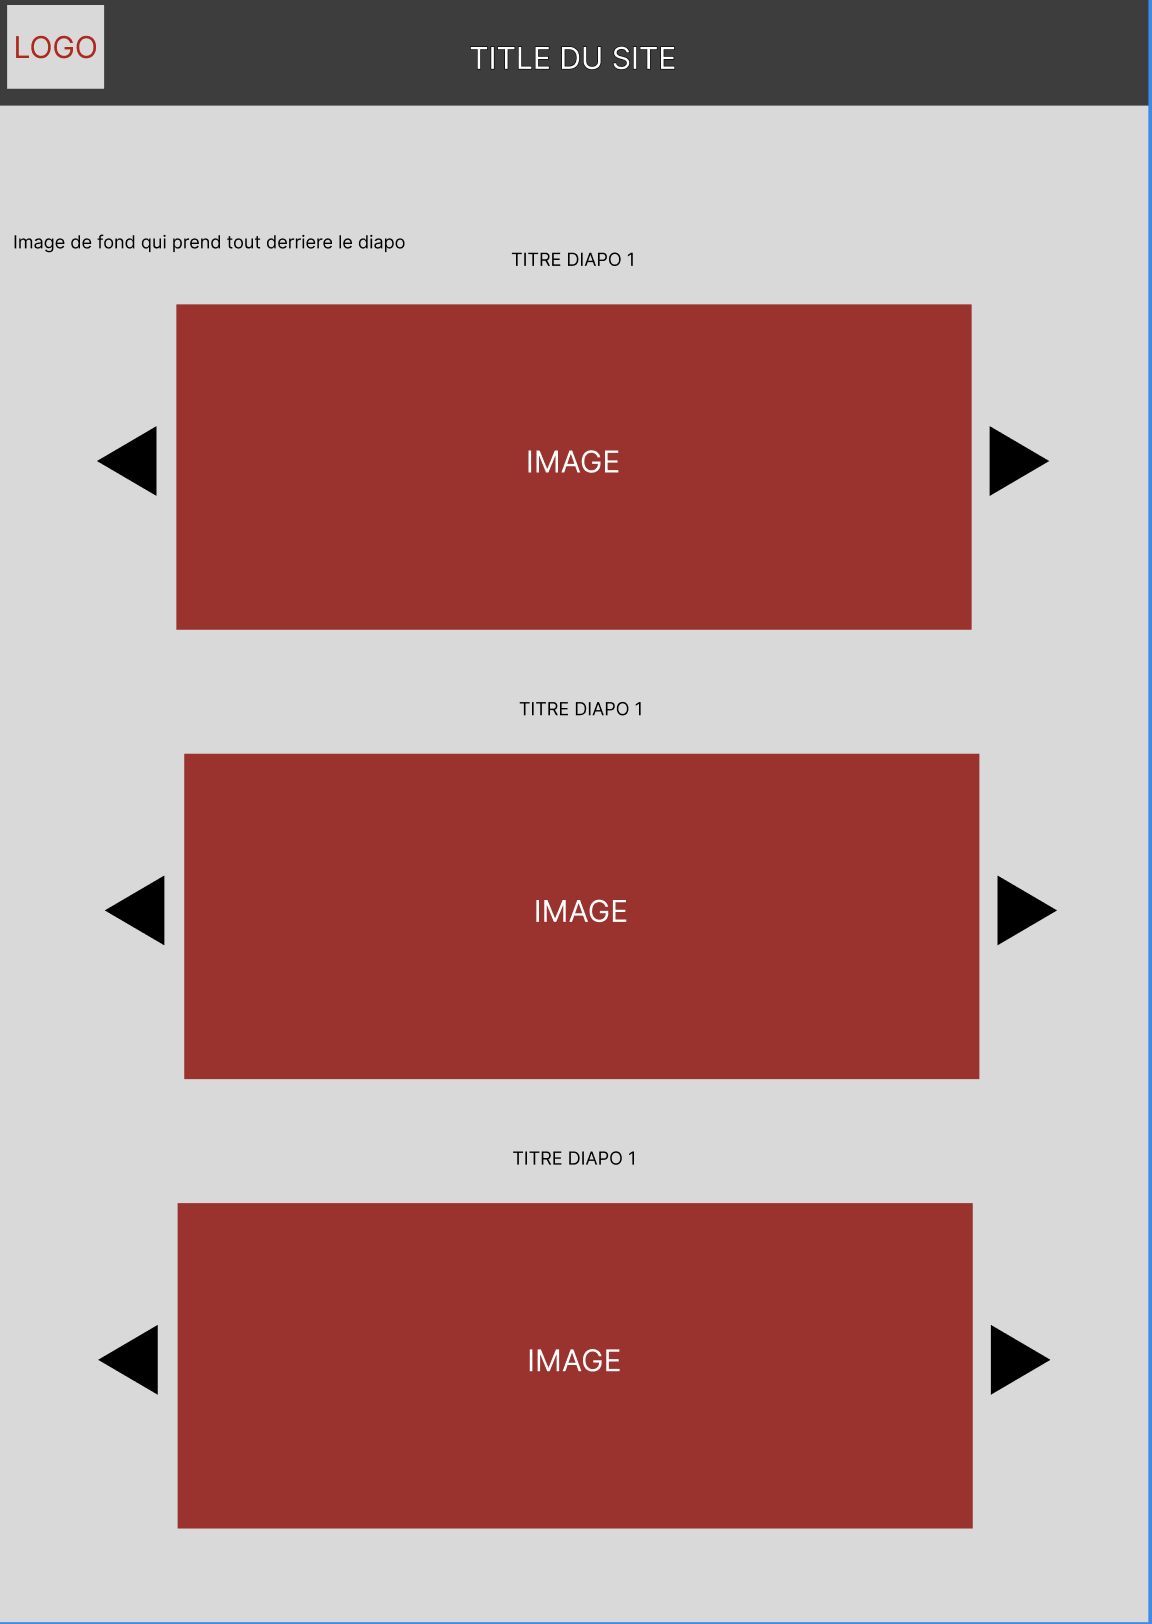 LOGO
TITLE DU SITE
Image de fond qui prend tout derriere le diapo
TITRE DIAPO 1
IMAGE
TITRE DIAPO 1
IMAGE
TITRE DIAPO 1
IMAGE